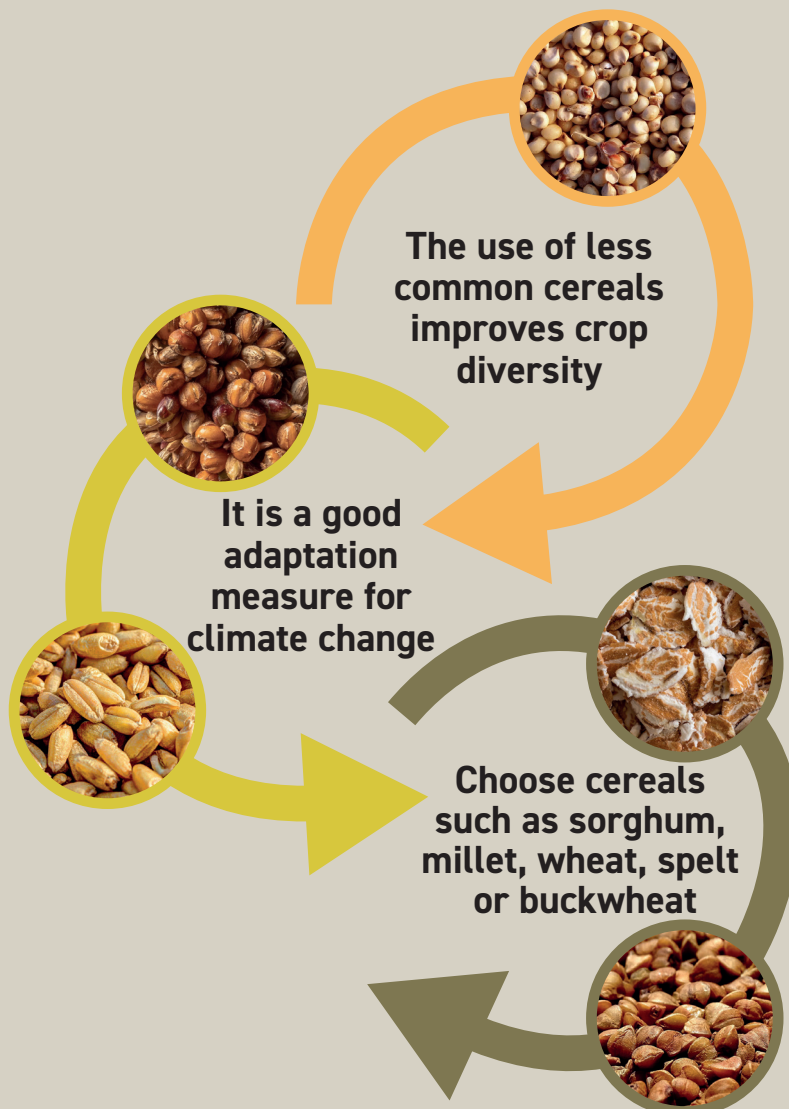 The use of less
common cereals
improves crop
diversity
It is a good
adaptation
measure for
climate change
Choose cereals
such as sorghum,
millet, wheat, spelt
or buckwheat